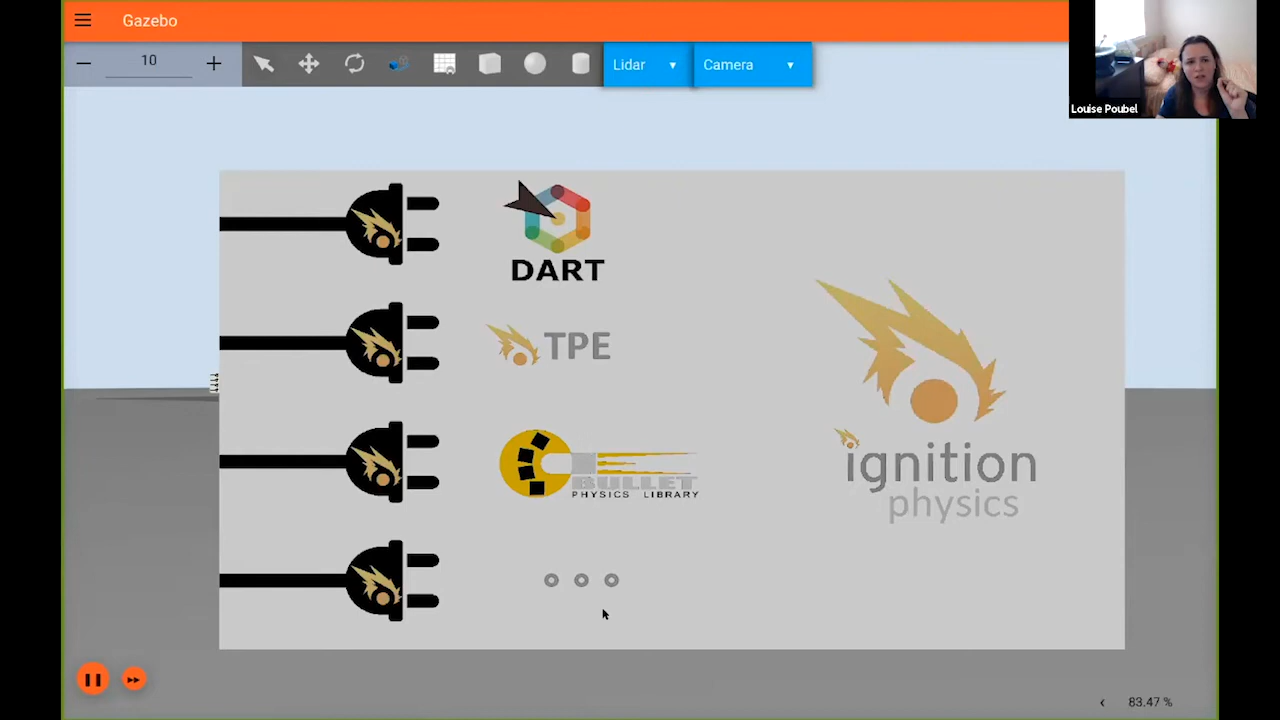 Gazebo
10
Lidar
Camera
Louise Poubel
DART
TPE
BULLET
PHYSICS LIBRARY
ignition
physics
83.47 %